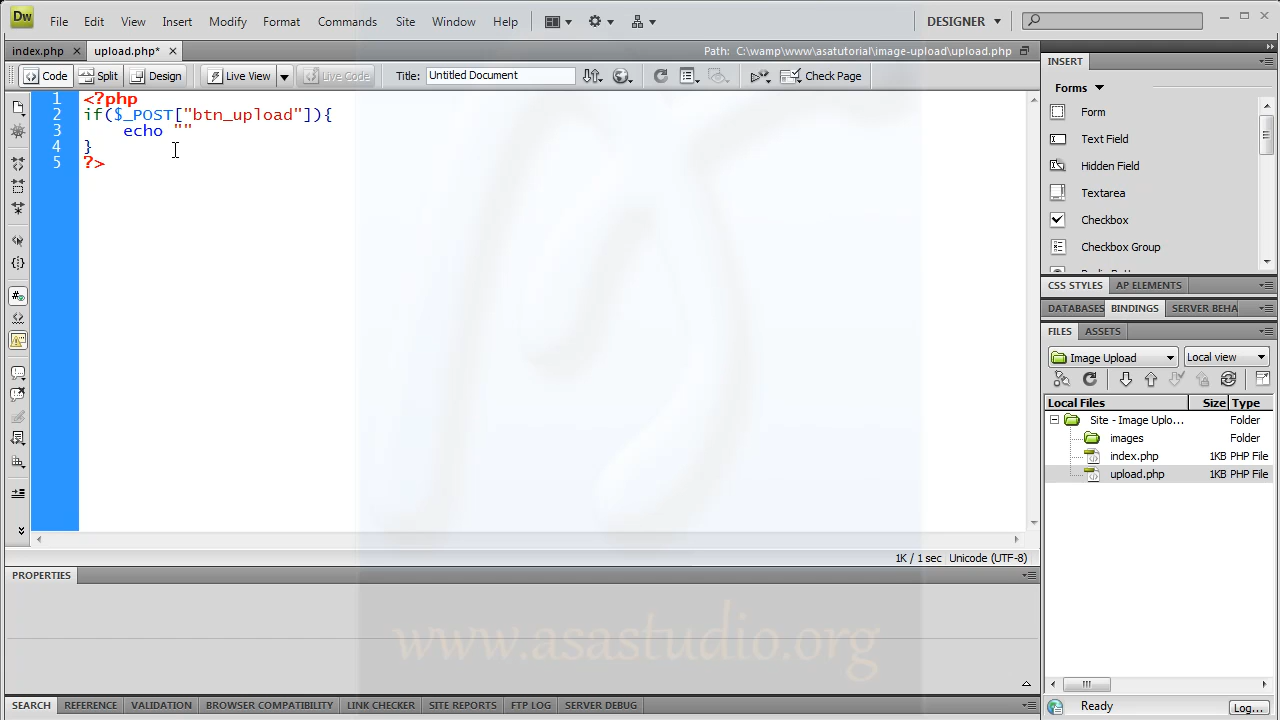 Dw File Edit View Insert Modify Format Commands Site Window Help DESIGNER
index.php upload.php* Path: C:\wamp\www\asatutorial\image-upload\upload.php
Code Split Design Live View Live Code Title: Untitled Document Check Page
1 <?php
2 if($_POST["btn_upload"]){
3 echo ""
4 }
5 ?>
1K / 1 sec Unicode (UTF-8)
PROPERTIES
www.asastudio.org
SEARCH REFERENCE VALIDATION BROWSER COMPATIBILITY LINK CHECKER SITE REPORTS FTP LOG SERVER DEBUG
INSERT
Forms
Form
Text Field
Hidden Field
Textarea
Checkbox
Checkbox Group
CSS STYLES AP ELEMENTS
DATABASES BINDINGS SERVER BEHA
FILES ASSETS
Image Upload Local view
Local Files Size Type
Site - Image Uplo... Folder
images Folder
index.php 1KB PHP File
upload.php 1KB PHP File
Ready Log...